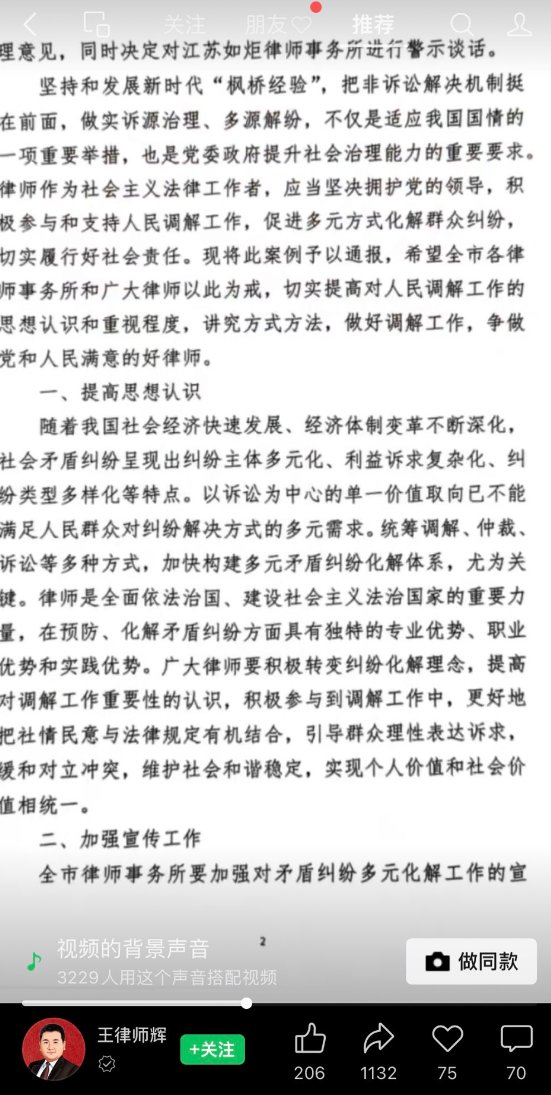 关注 朋友 推荐
理意见，同时决定对江苏如炬律师事务所进行警示谈话。
坚持和发展新时代“枫桥经验”，把非诉讼解决机制挺
在前面，做实诉源治理、多源解纷，不仅是适应我国国情的
一项重要举措，也是党委政府提升社会治理能力的重要要求。
律师作为社会主义法律工作者，应当坚决拥护党的领导，积
极参与和支持人民调解工作，促进多元方式化解群众纠纷，
切实履行好社会责任。现将此案例予以通报，希望全市各律
师事务所和广大律师以此为戒，切实提高对人民调解工作的
思想认识和重视程度，讲究方式方法，做好调解工作，争做
党和人民满意的好律师。
一、提高思想认识
随着我国社会经济快速发展、经济体制变革不断深化，
社会矛盾纠纷呈现出纠纷主体多元化、利益诉求复杂化、纠
纷类型多样化等特点。以诉讼为中心的单一价值取向已不能
满足人民群众对纠纷解决方式的多元需求。统筹调解、仲裁、
诉讼等多种方式，加快构建多元矛盾纠纷化解体系，尤为关
键。律师是全面依法治国、建设社会主义法治国家的重要力
量，在预防、化解矛盾纠纷方面具有独特的专业优势、职业
优势和实践优势。广大律师要积极转变纠纷化解理念，提高
对调解工作重要性的认识，积极参与到调解工作中，更好地
把社情民意与法律规定有机结合，引导群众理性表达诉求，
缓和对立冲突，维护社会和谐稳定，实现个人价值和社会价
值相统一。
二、加强宣传工作
全市律师事务所要加强对矛盾纠纷多元化解工作的宣
2
视频的背景声音
3229人用这个声音搭配视频
做同款
王律师辉
+关注
206 1132 75 70